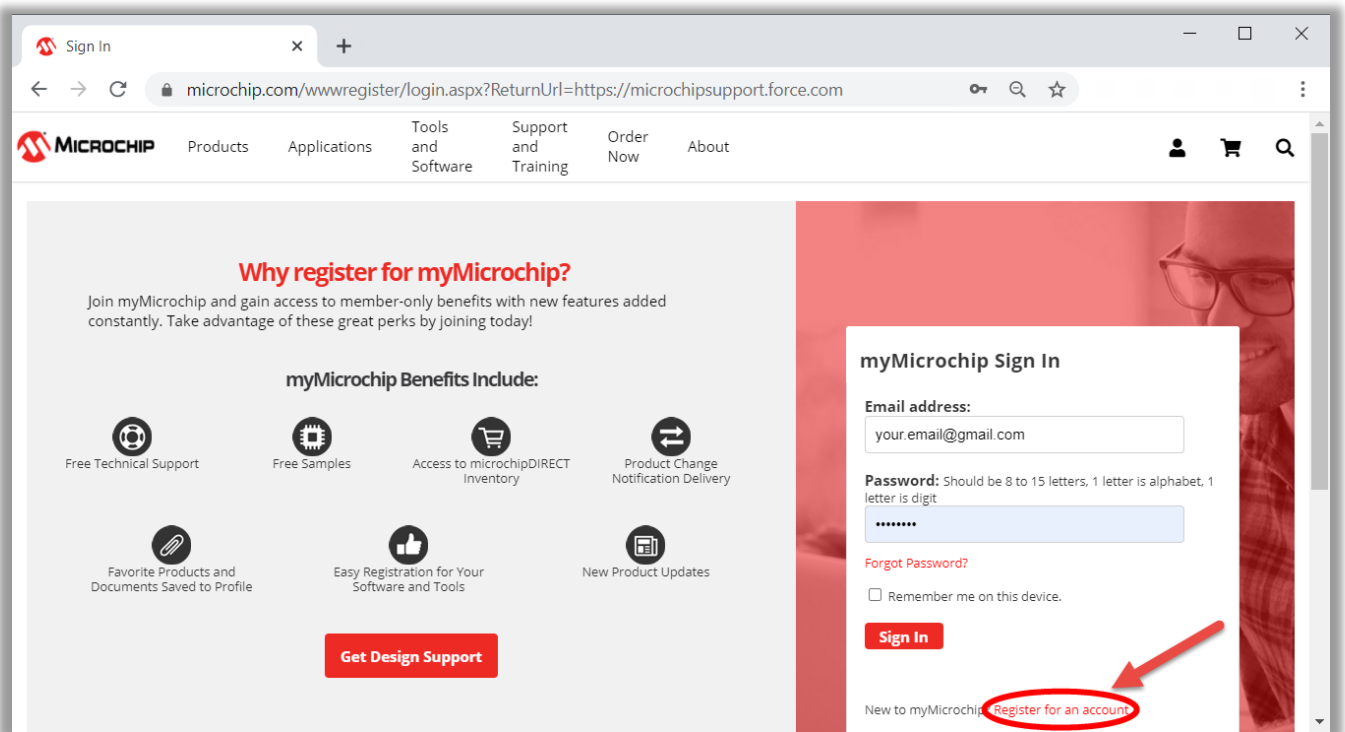 Sign In
microchip.com/wwwregister/login.aspx?ReturnUrl=https://microchipsupport.force.com
MICROCHIP
Products
Applications
Tools
and
Software
Support
and
Training
Order
Now
About
Why register for myMicrochip?
Join myMicrochip and gain access to member-only benefits with new features added
constantly. Take advantage of these great perks by joining today!
myMicrochip Benefits Include:
Free Technical Support
Free Samples
Access to microchipDIRECT
Inventory
Product Change
Notification Delivery
Favorite Products and
Documents Saved to Profile
Easy Registration for Your
Software and Tools
New Product Updates
Get Design Support
myMicrochip Sign In
Email address:
your.email@gmail.com
Password: Should be 8 to 15 letters, 1 letter is alphabet, 1
letter is digit
••••••••
Forgot Password?
Remember me on this device.
Sign In
New to myMicrochip Register for an account